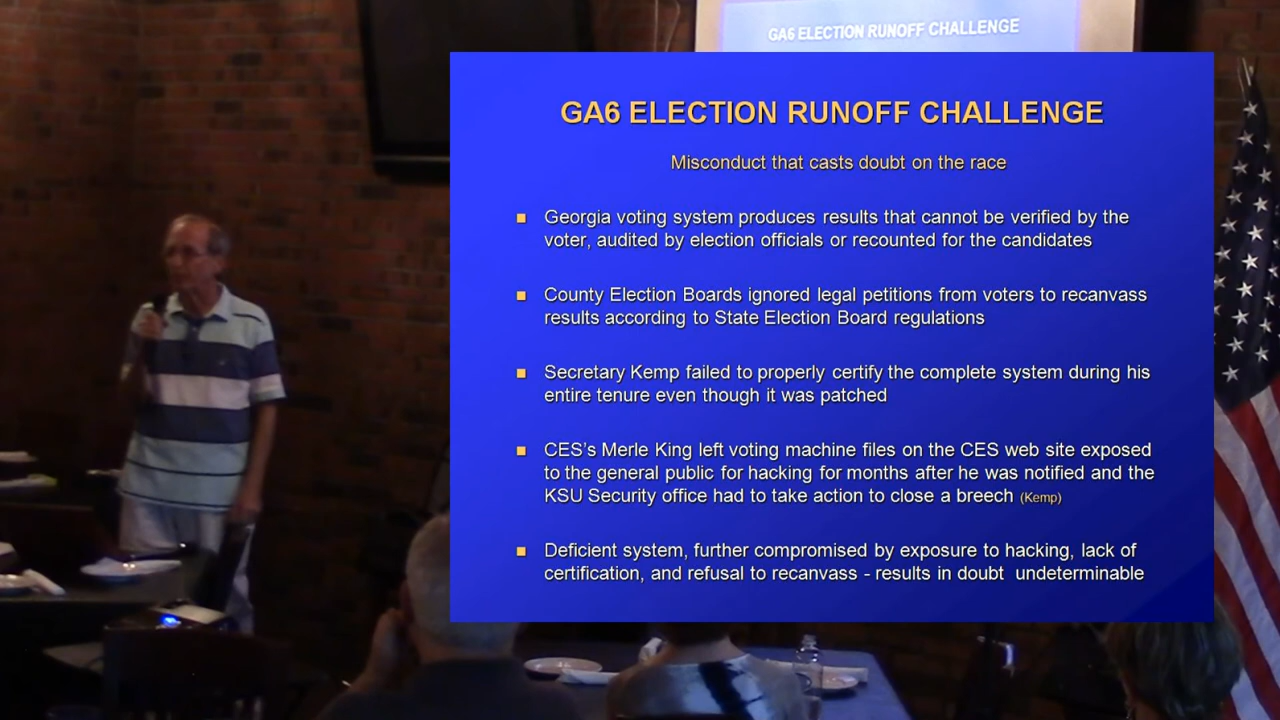 GA6 ELECTION RUNOFF CHALLENGE
GA6 ELECTION RUNOFF CHALLENGE
Misconduct that casts doubt on the race
■ Georgia voting system produces results that cannot be verified by the
voter, audited by election officials or recounted for the candidates
■ County Election Boards ignored legal petitions from voters to recanvass
results according to State Election Board regulations
■ Secretary Kemp failed to properly certify the complete system during his
entire tenure even though it was patched
■ CES's Merle King left voting machine files on the CES web site exposed
to the general public for hacking for months after he was notified and the
KSU Security office had to take action to close a breech (Kemp)
■ Deficient system, further compromised by exposure to hacking, lack of
certification, and refusal to recanvass - results in doubt undeterminable